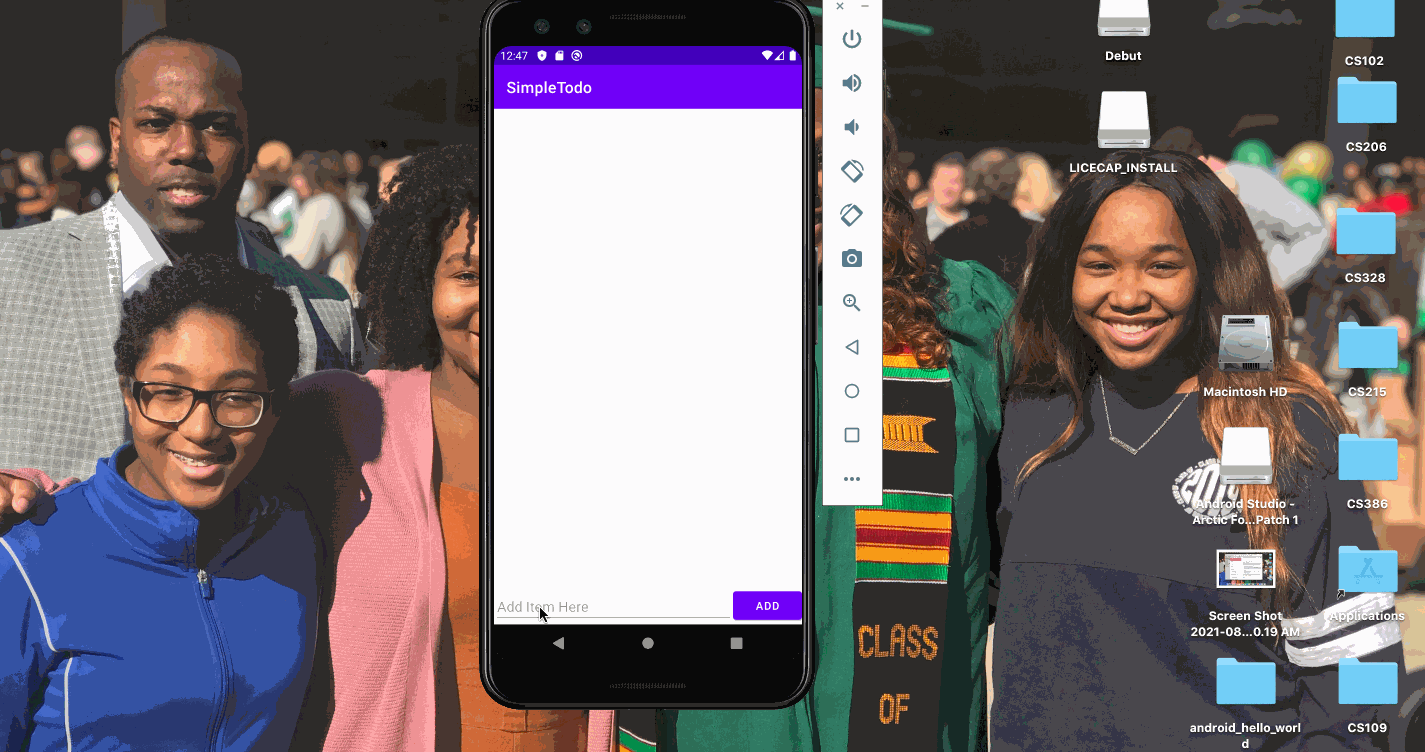 12:47
SimpleTodo
Add Item Here
ADD
Debut
LICECAP_INSTALL
Macintosh HD
Android Studio -
Arctic Fo...Patch 1
Screen Shot
2021-08...0.19 AM
android_hello_worl
d
CS102
CS206
CS328
CS215
CS386
Applications
CS109
CLASS
OF